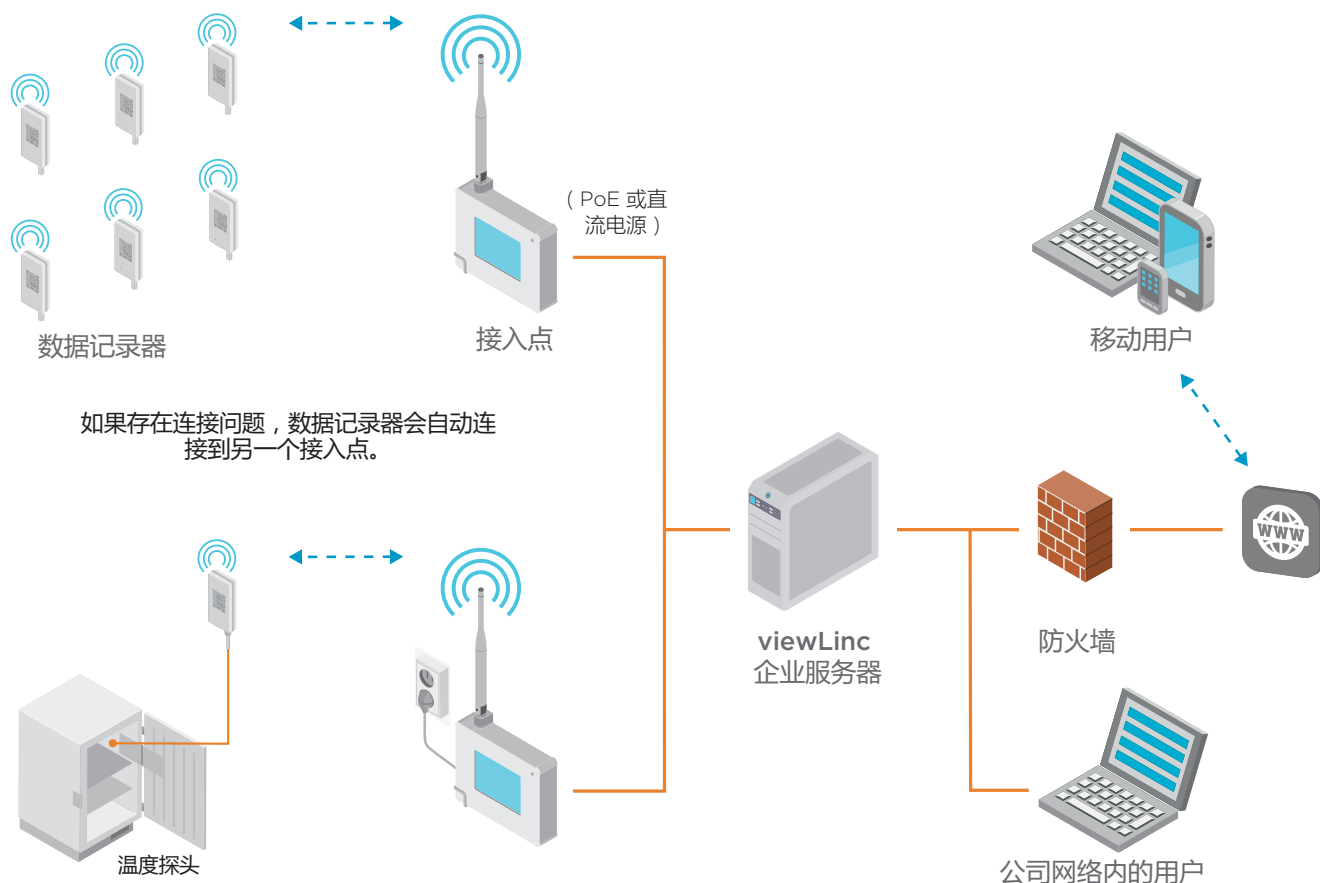 （PoE 或直
流电源）
数据记录器
接入点
移动用户
如果存在连接问题，数据记录器会自动连
接到另一个接入点。
WWW
viewLinc
企业服务器
防火墙
温度探头
公司网络内的用户